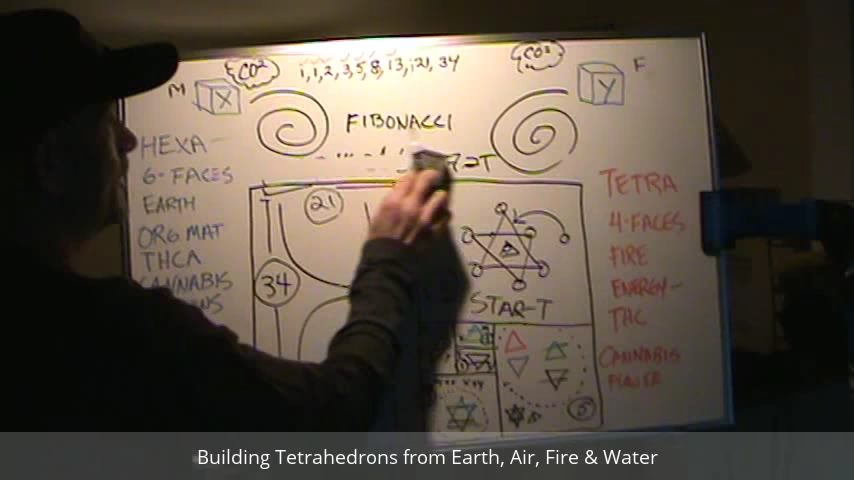 CO²
1,1,2,3,5,8,13,21,34
CO²
M
X
F
Y
FIBONACCI
HEXA-
6-FACES
EARTH
ORG MAT
THCA
CANNABIS
21
34
STAR-T
5
TETRA
4-FACES
FIRE
ENERGY-
THC
CANNABIS
Building Tetrahedrons from Earth, Air, Fire & Water